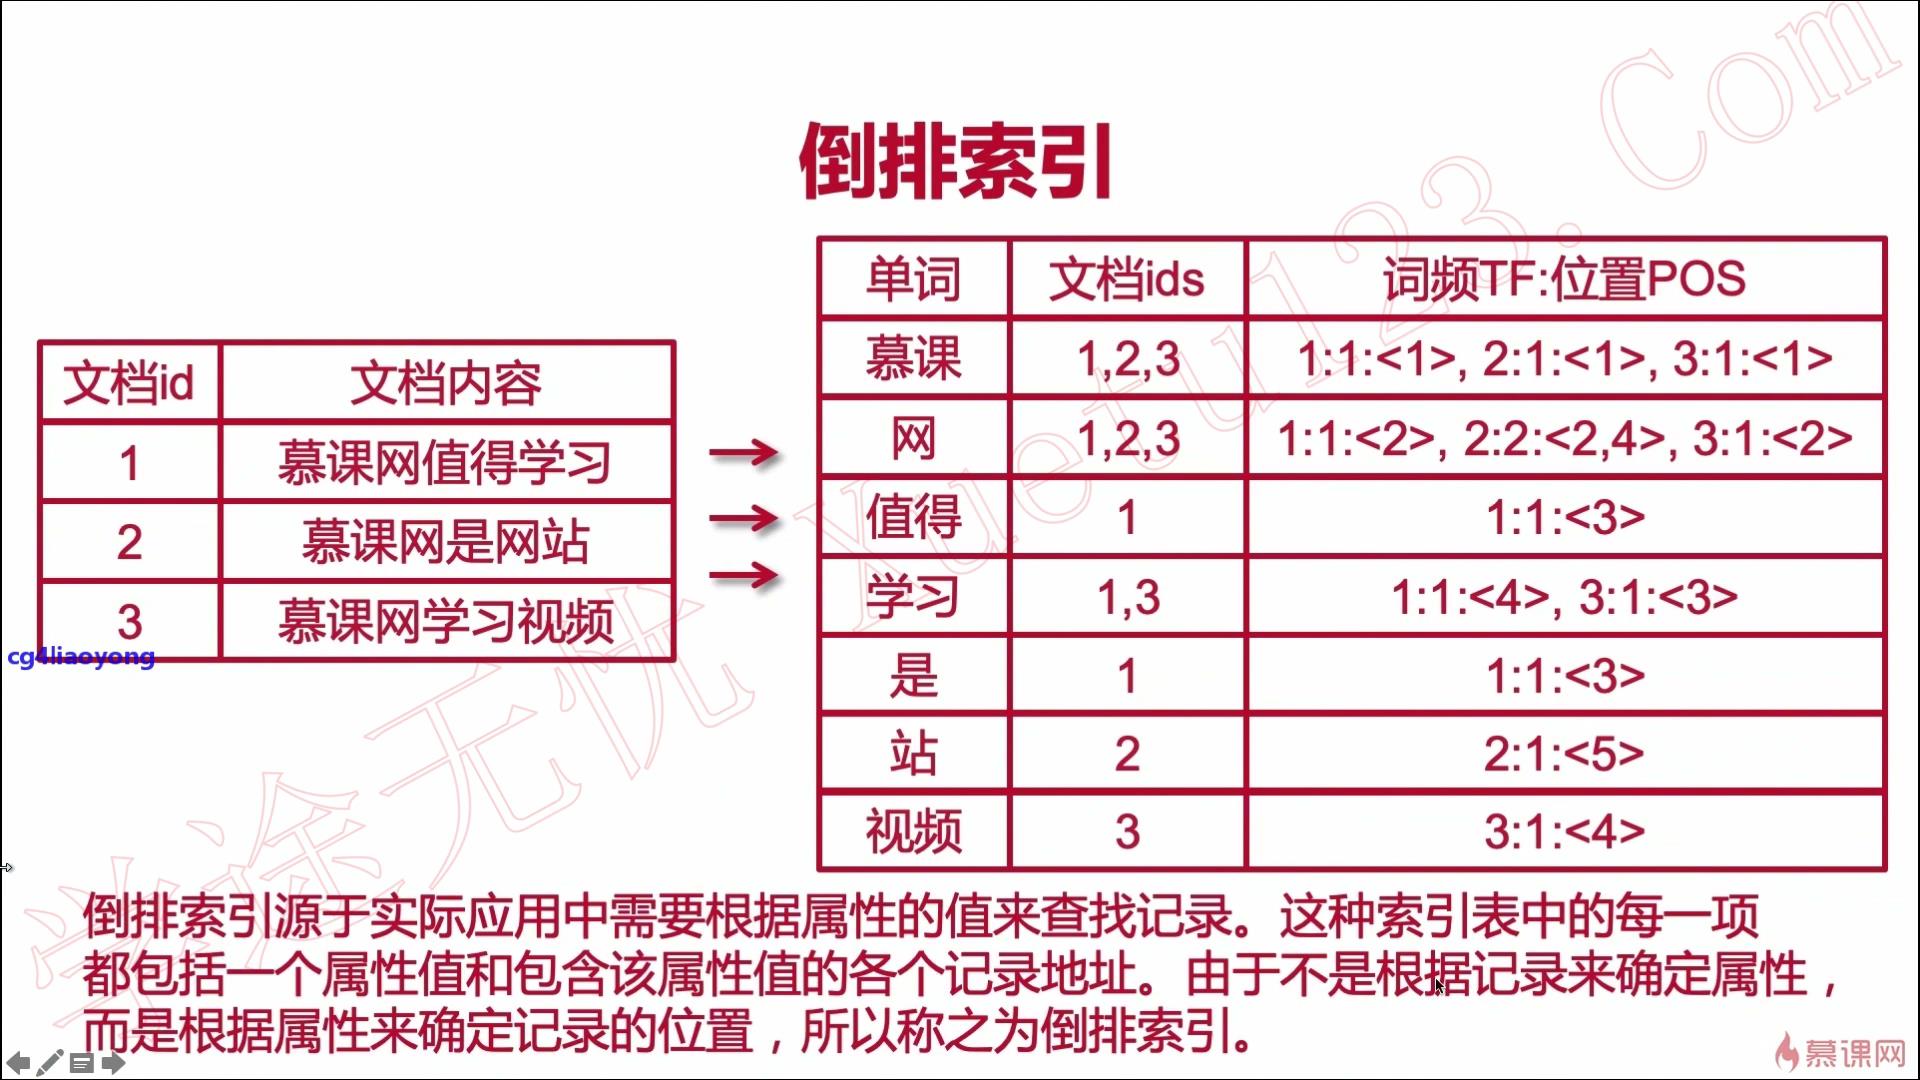 倒排索引
文档id 文档内容
1 慕课网值得学习
2 慕课网是网站
3 慕课网学习视频
cg4liaoyong
单词 文档ids 词频TF:位置POS
慕课 1,2,3 1:1:<1>, 2:1:<1>, 3:1:<1>
网 1,2,3 1:1:<2>, 2:2:<2,4>, 3:1:<2>
值得 1 1:1:<3>
学习 1,3 1:1:<4>, 3:1:<3>
是 1 1:1:<3>
站 2 2:1:<5>
视频 3 3:1:<4>
倒排索引源于实际应用中需要根据属性的值来查找记录。这种索引表中的每一项
都包括一个属性值和包含该属性值的各个记录地址。由于不是根据记录来确定属性，
而是根据属性来确定记录的位置，所以称之为倒排索引。
学途无忧 Xuetu123.Com
慕课网